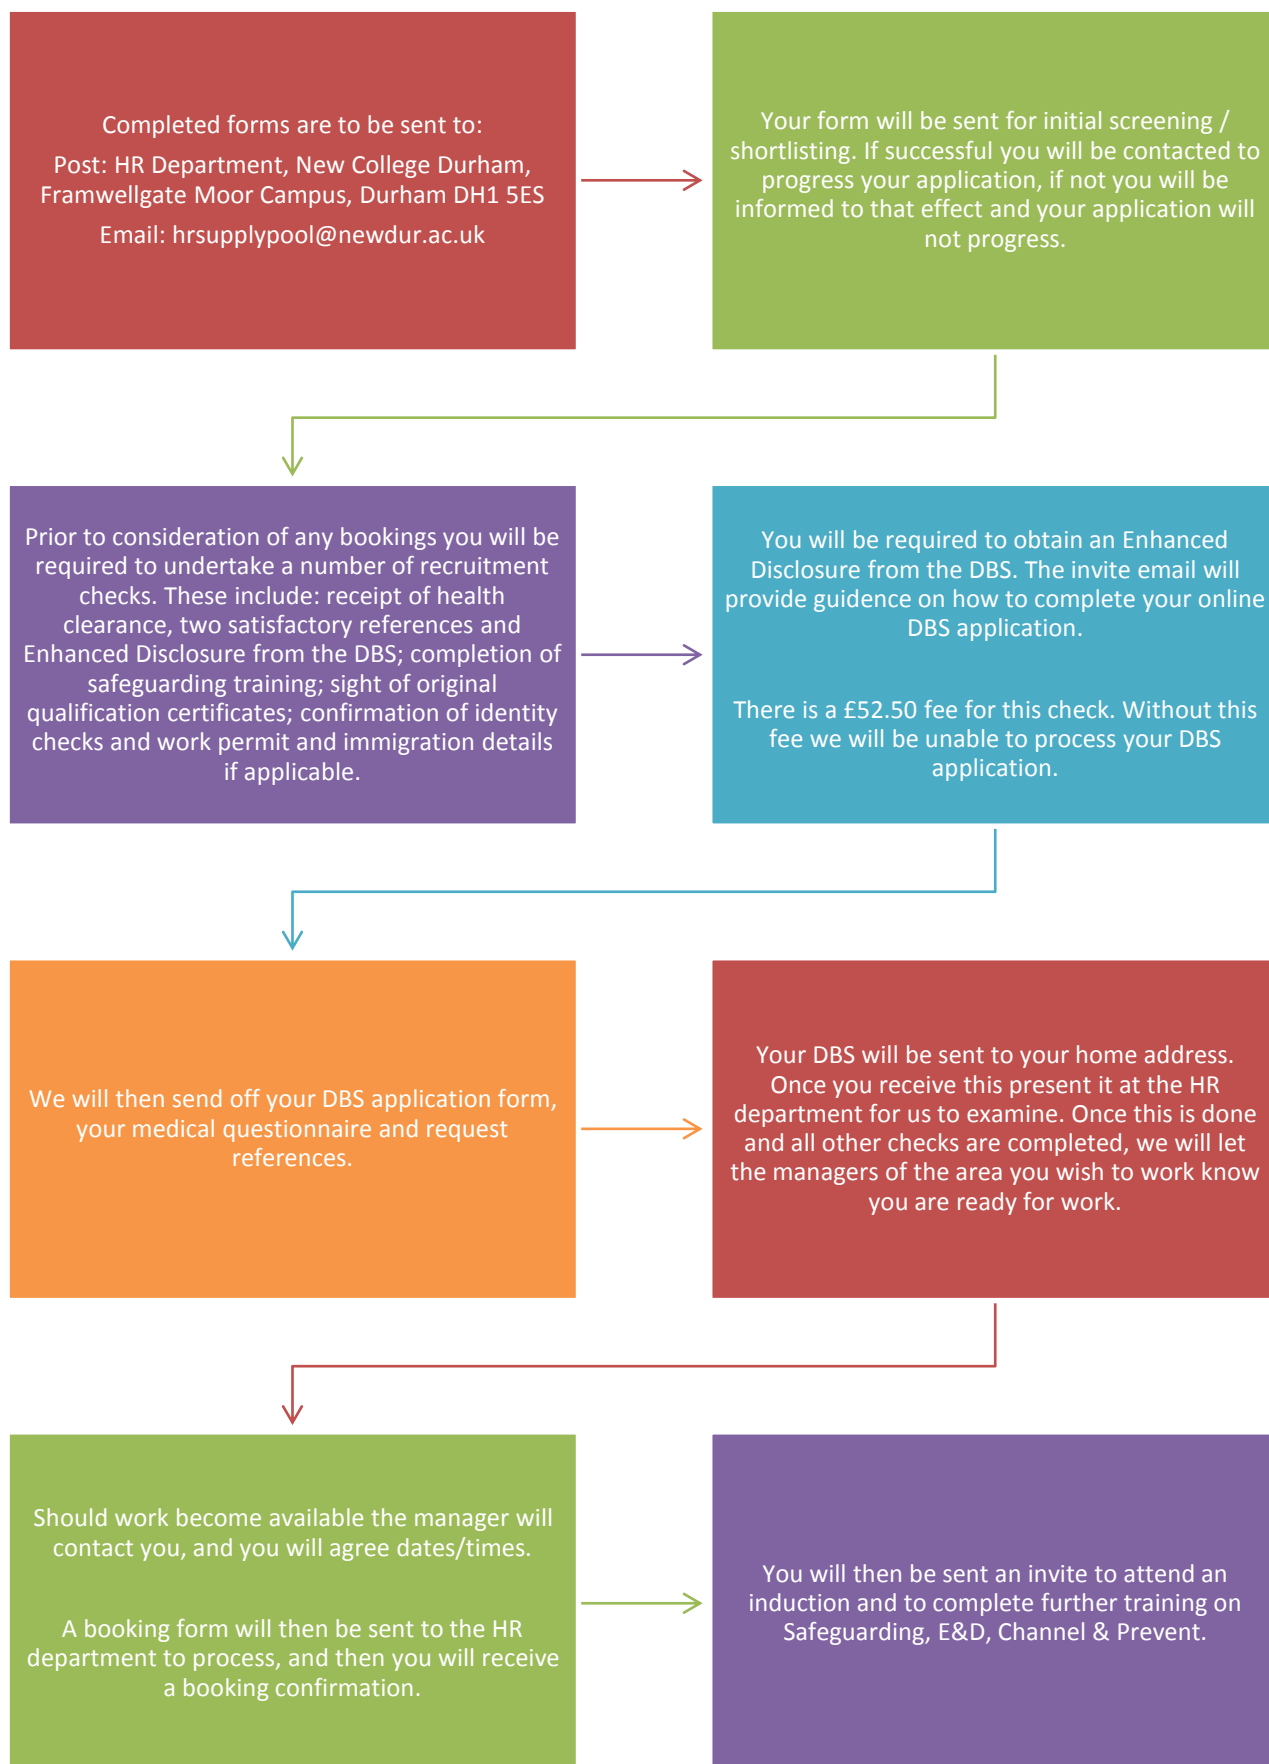 Completed forms are to be sent to:
Post: HR Department, New College Durham,
Framwellgate Moor Campus, Durham DH1 5ES
Email: hrsupplypool@newdur.ac.uk
Your form will be sent for initial screening /
shortlisting. If successful you will be contacted to
progress your application, if not you will be
informed to that effect and your application will
not progress.
Prior to consideration of any bookings you will be
required to undertake a number of recruitment
checks. These include: receipt of health
clearance, two satisfactory references and
Enhanced Disclosure from the DBS; completion of
safeguarding training; sight of original
qualification certificates; confirmation of identity
checks and work permit and immigration details
if applicable.
You will be required to obtain an Enhanced
Disclosure from the DBS. The invite email will
provide guidence on how to complete your online
DBS application.
There is a £52.50 fee for this check. Without this
fee we will be unable to process your DBS
application.
We will then send off your DBS application form,
your medical questionnaire and request
references.
Your DBS will be sent to your home address.
Once you receive this present it at the HR
department for us to examine. Once this is done
and all other checks are completed, we will let
the managers of the area you wish to work know
you are ready for work.
Should work become available the manager will
contact you, and you will agree dates/times.
A booking form will then be sent to the HR
department to process, and then you will receive
a booking confirmation.
You will then be sent an invite to attend an
induction and to complete further training on
Safeguarding, E&D, Channel & Prevent.